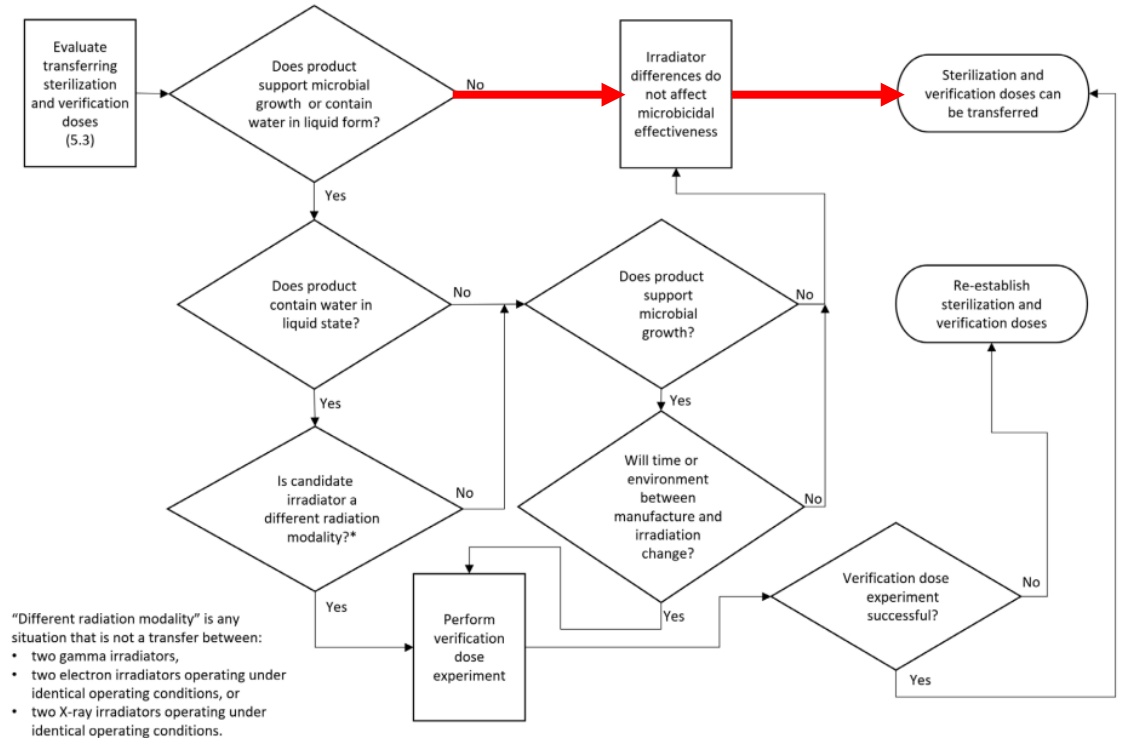 Evaluate
transferring
sterilization
and verification
doses
(5.3)
Does product
support microbial
growth or contain
water in liquid form?
No
Irradiator
differences do
not affect
microbicidal
effectiveness
Sterilization and
verification doses can
be transferred
Yes
Does product
contain water in
liquid state?
No
Does product
support
microbial
growth?
No
Re-establish
sterilization and
verification doses
Yes
Yes
Is candidate
irradiator a
different radiation
modality?*
No
Will time or
environment
between
manufacture and
irradiation
change?
No
Yes
Perform
verification
dose
experiment
Yes
Verification dose
experiment
successful?
No
Yes
"Different radiation modality" is any
situation that is not a transfer between:
• two gamma irradiators,
• two electron irradiators operating under
identical operating conditions, or
• two X-ray irradiators operating under
identical operating conditions.